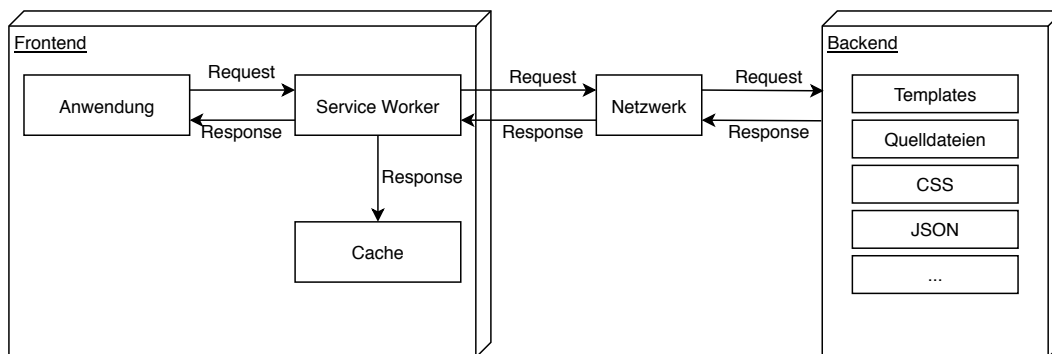 Frontend
Backend
Request
Request
Request
Anwendung
Service Worker
Netzwerk
Templates
Response
Response
Response
Quelldateien
Response
CSS
JSON
Cache
...